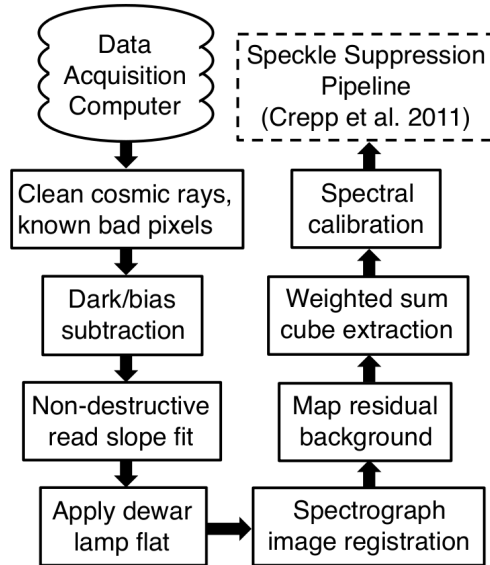 Data
Acquisition
Computer
Clean cosmic rays,
known bad pixels
Dark/bias
subtraction
Non-destructive
read slope fit
Apply dewar
lamp flat
Spectrograph
image registration
Map residual
background
Weighted sum
cube extraction
Spectral
calibration
Speckle Suppression
Pipeline
(Crepp et al. 2011)